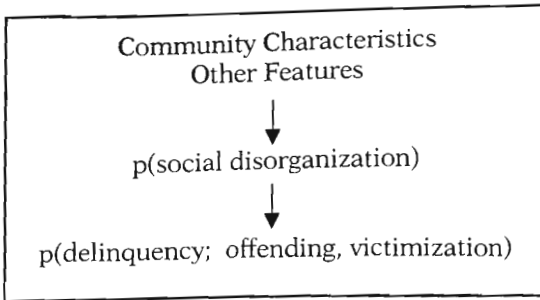 Community Characteristics
Other Features
p(social disorganization)
p(delinquency; offending, victimization)